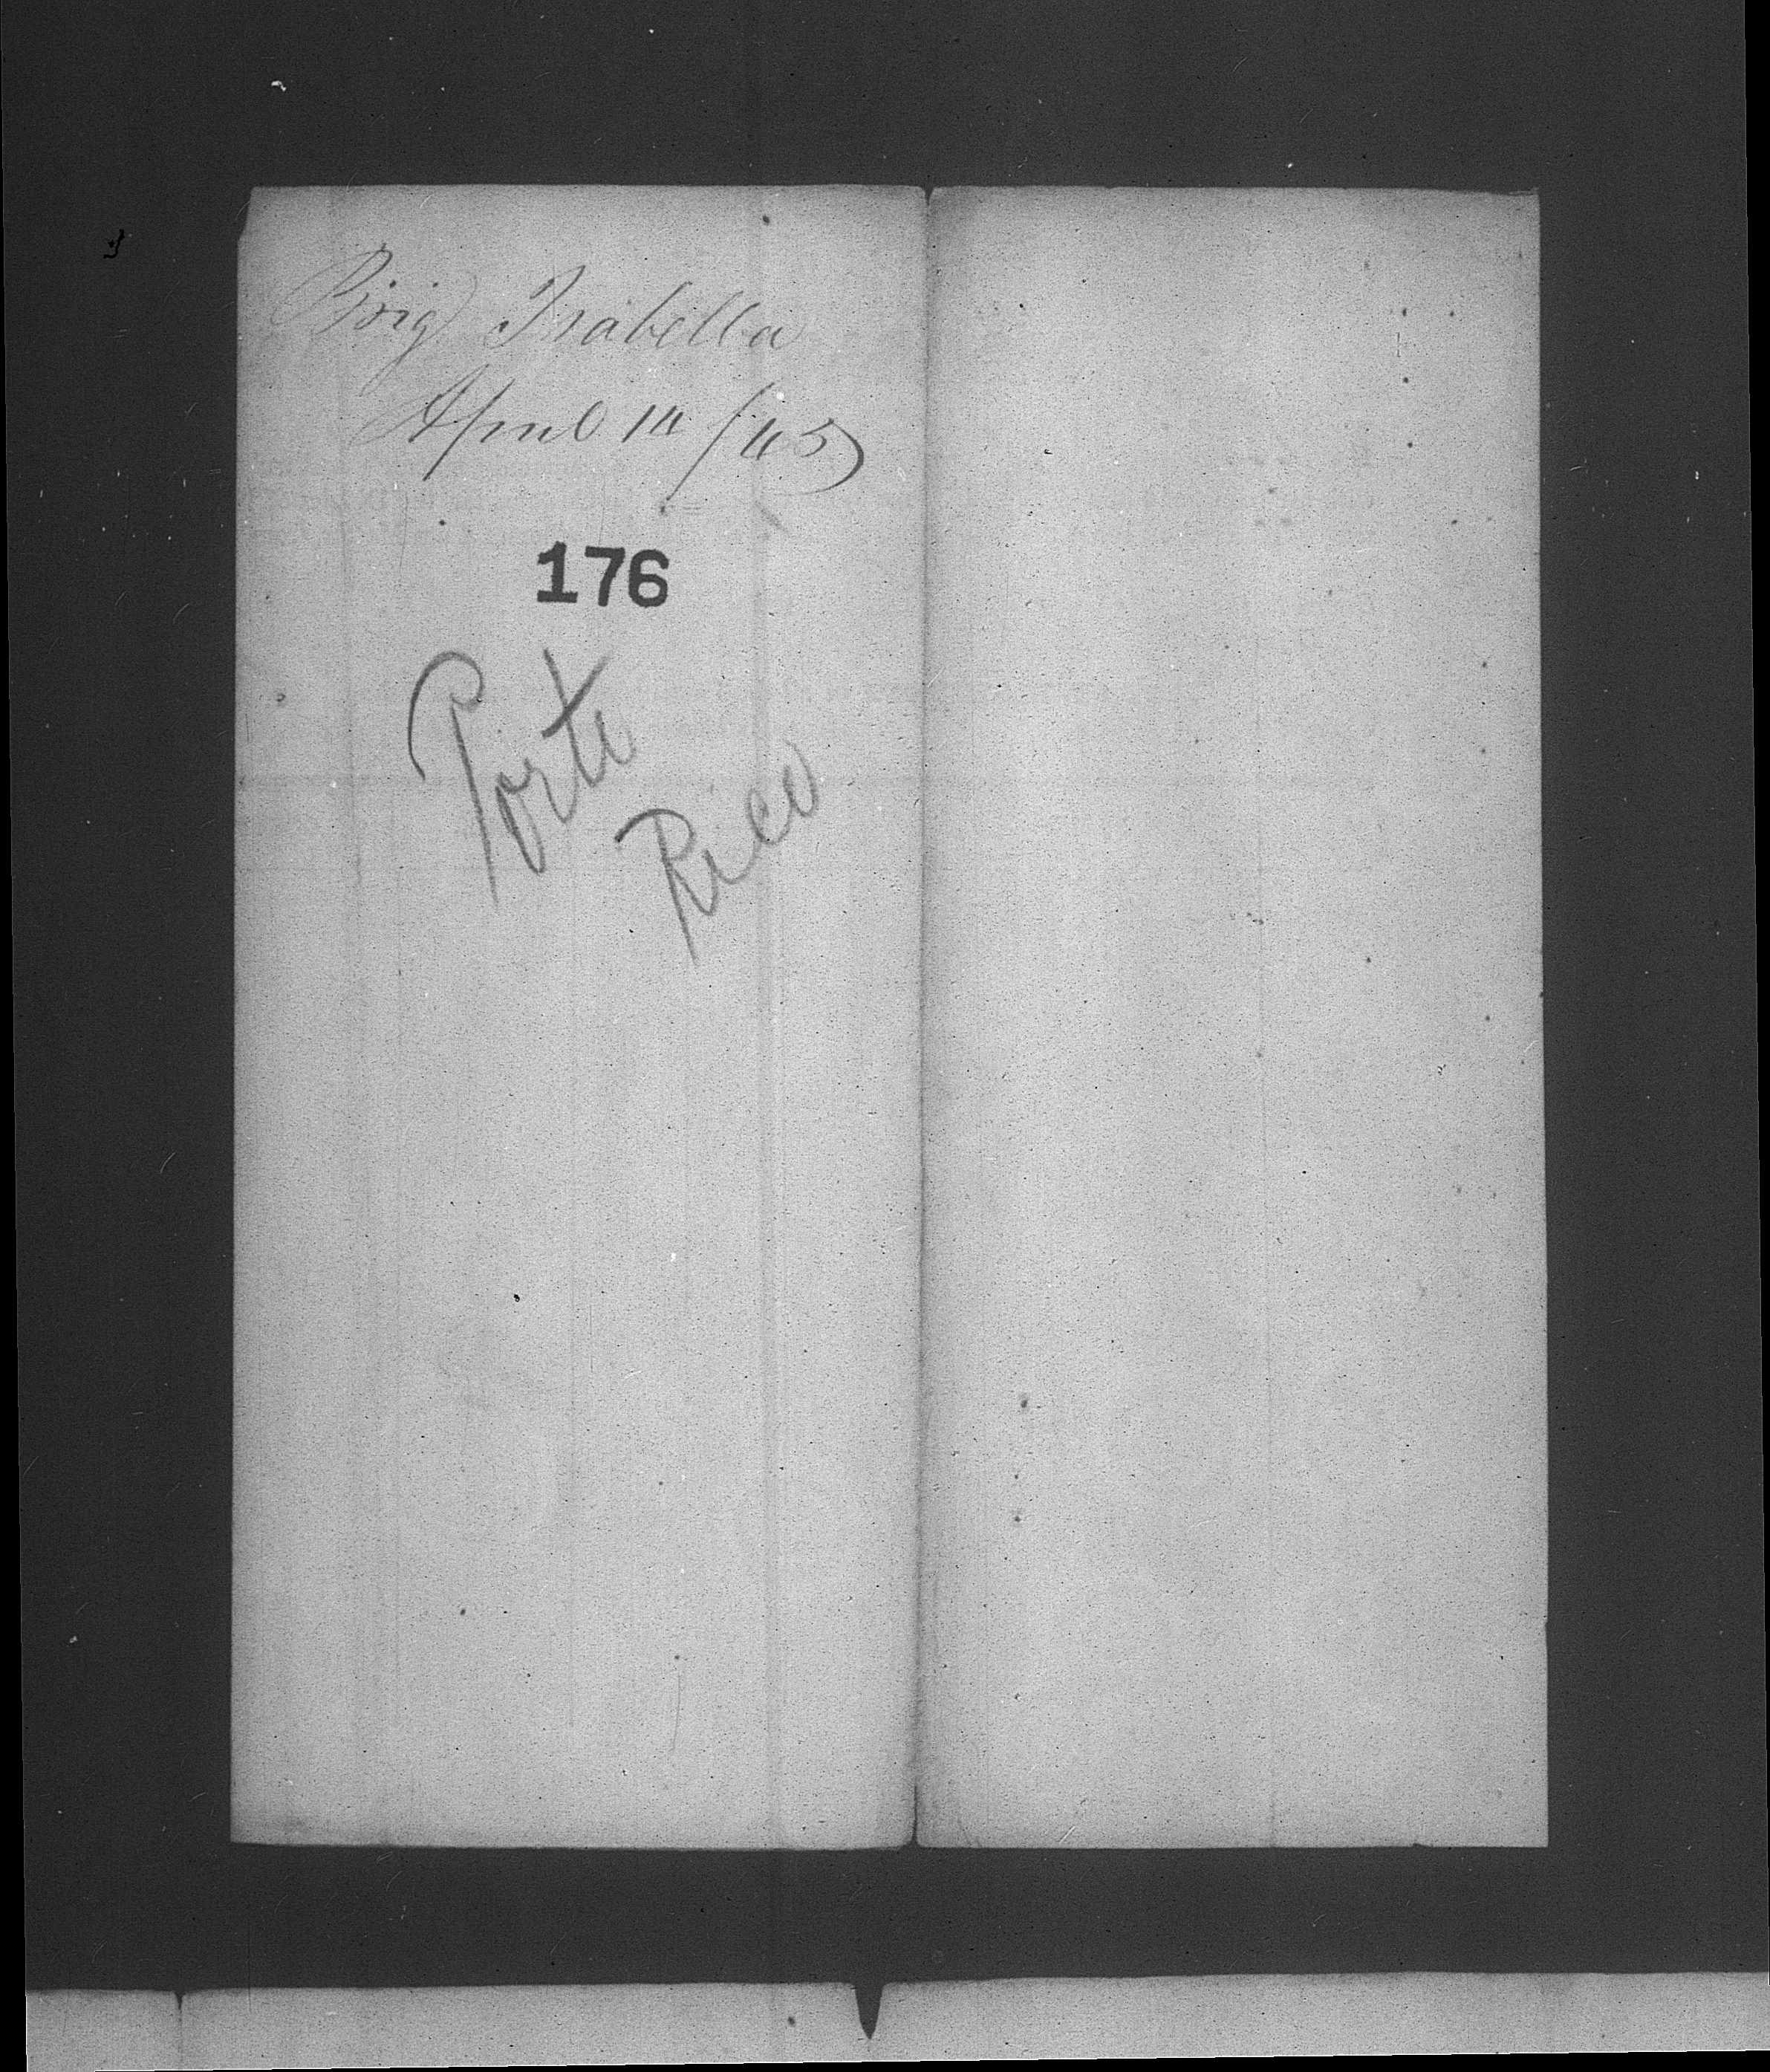 Brig Isabella
April 14/45
176
Porto
Rico